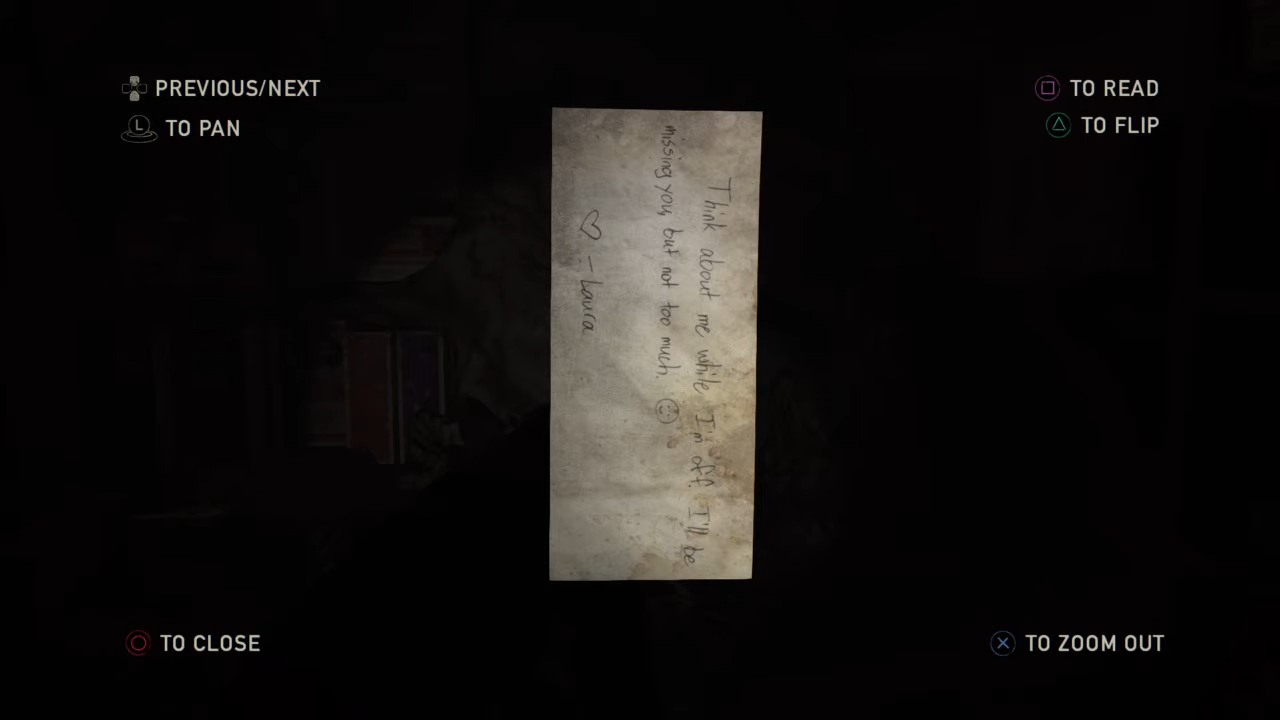 PREVIOUS/NEXT
L TO PAN
TO READ
TO FLIP
Think about me while I'm off. I'll be
missing you, but not too much.
♡ - Laura
TO CLOSE
TO ZOOM OUT